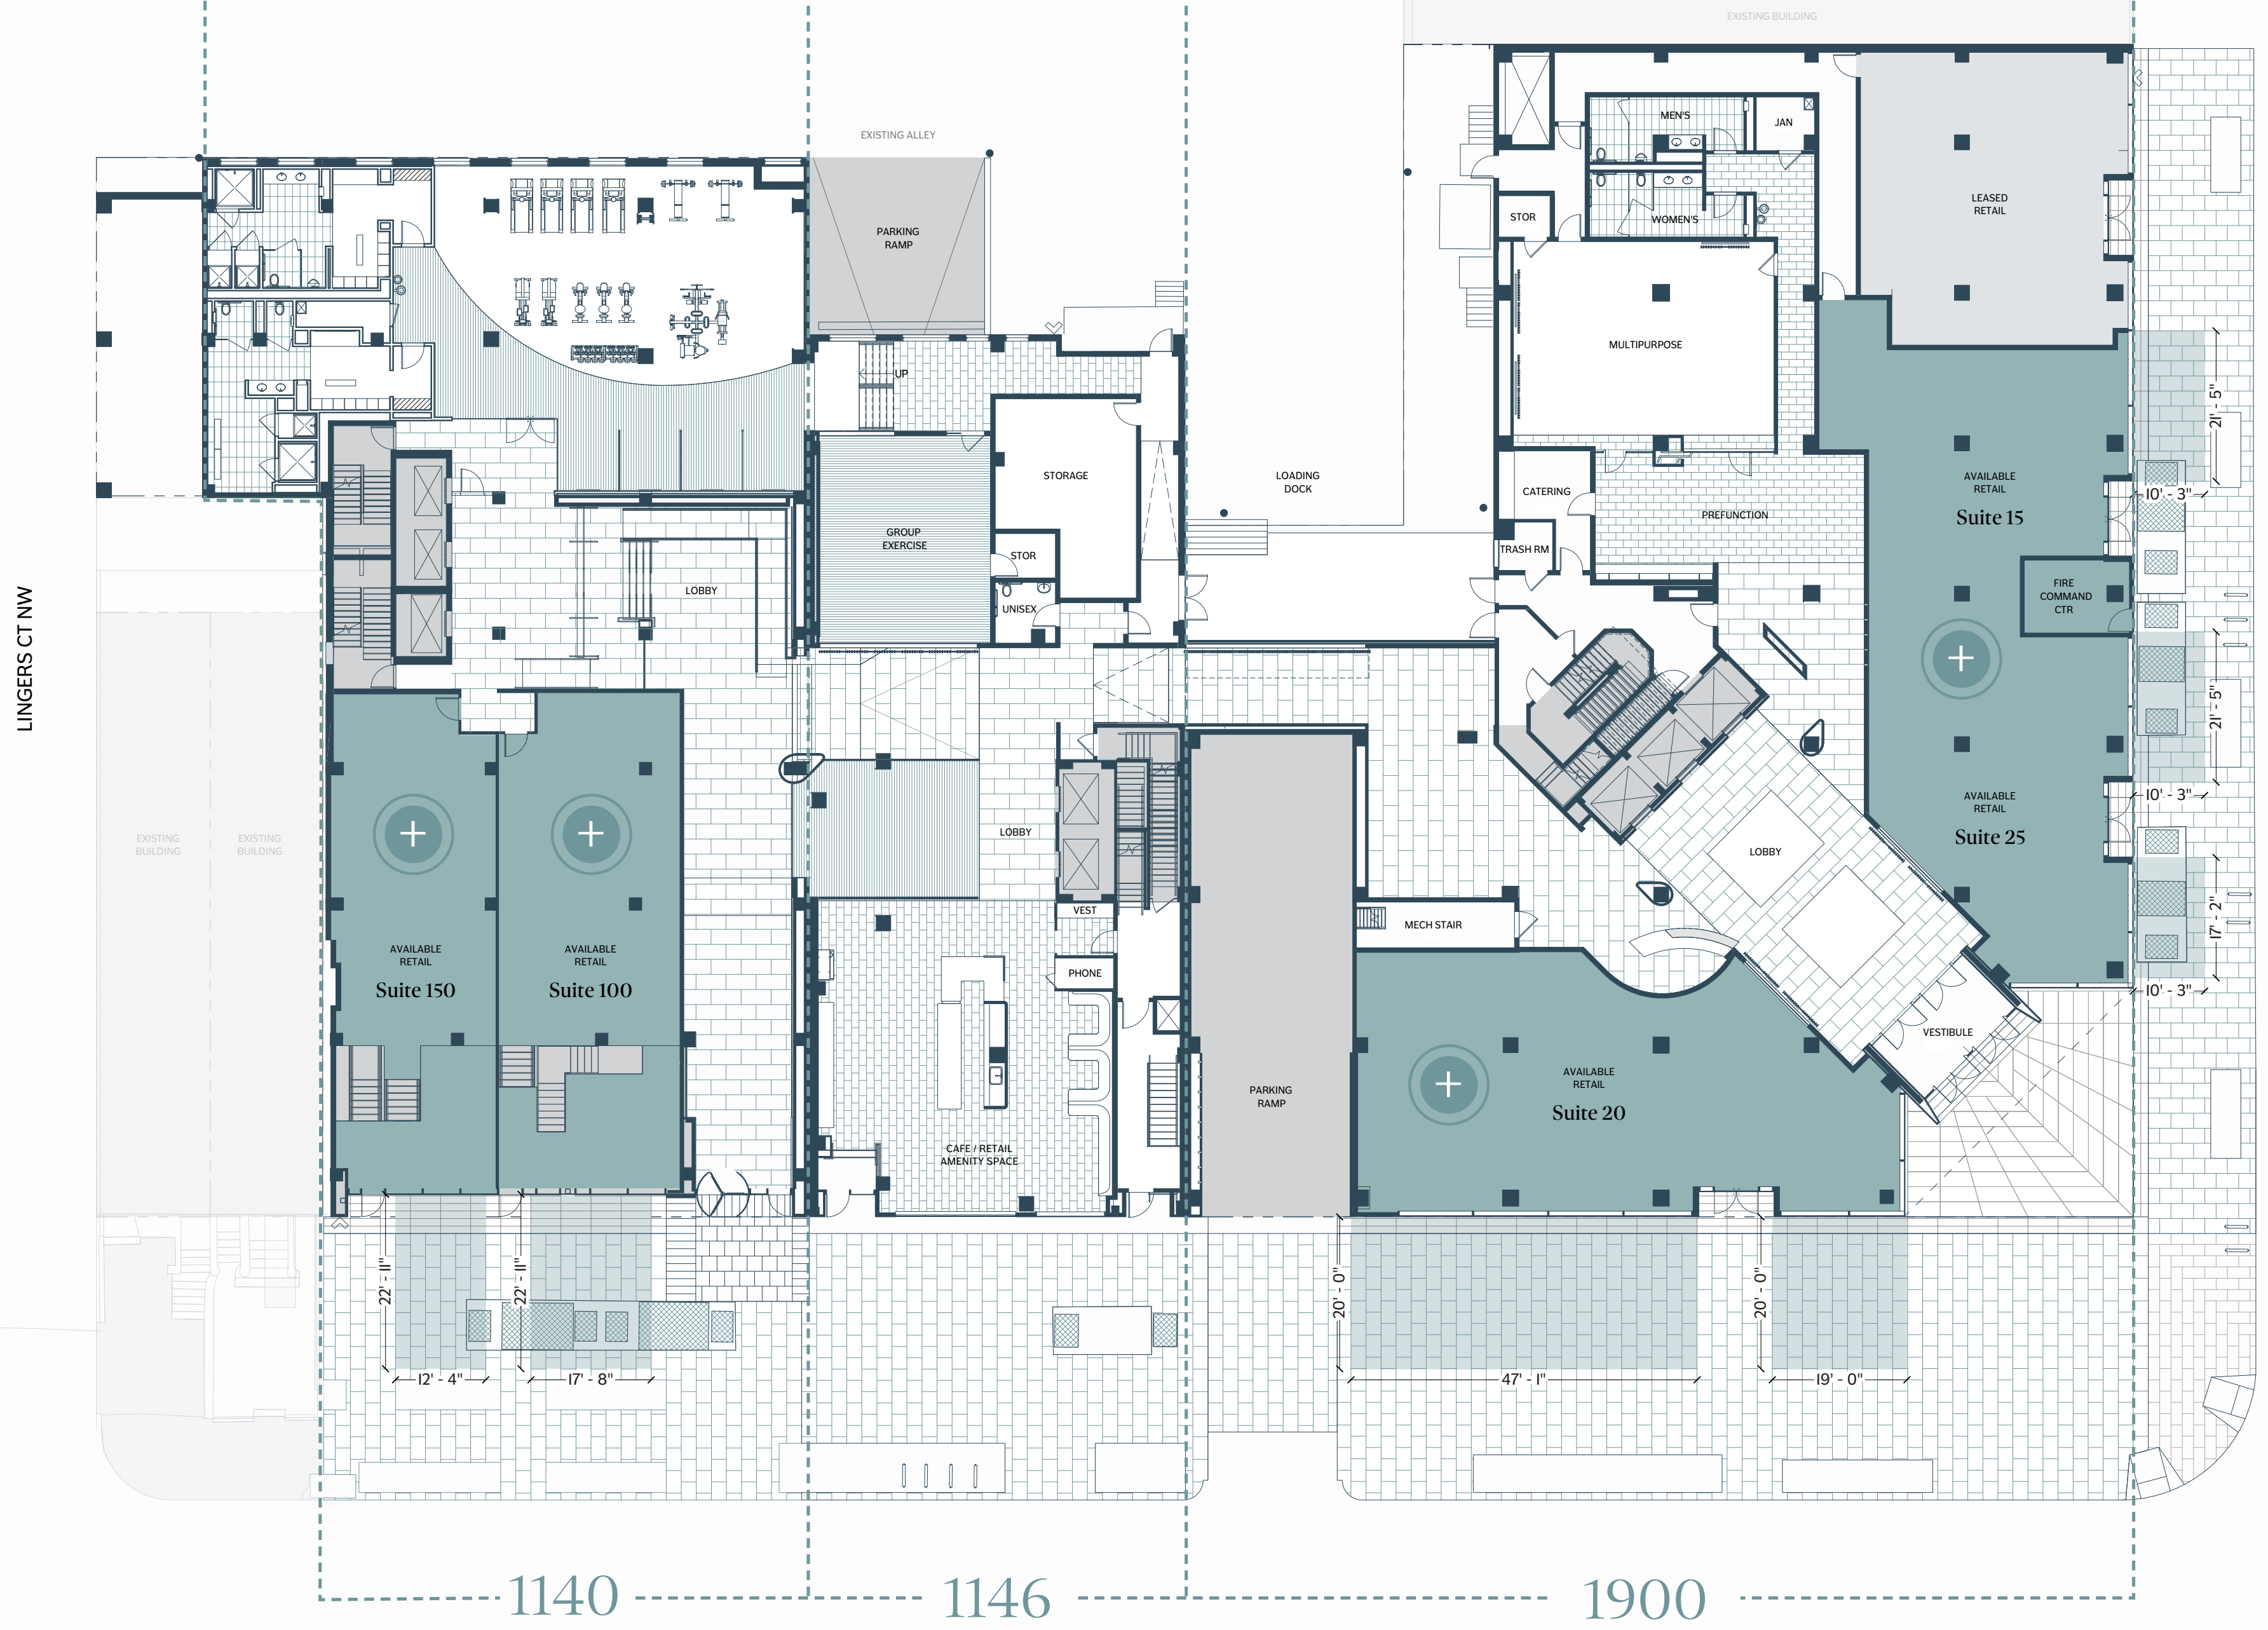 EXISTING BUILDING
EXISTING ALLEY
MEN'S
JAN
WOMEN'S
STOR
LEASED
RETAIL
PARKING
RAMP
MULTIPURPOSE
UP
21' - 5"
STORAGE
LOADING
DOCK
CATERING
PREFUNCTION
AVAILABLE
RETAIL
Suite 15
10' - 3"
GROUP
EXERCISE
STOR
TRASH RM
LOBBY
UNISEX
FIRE
COMMAND
CTR
LINGERS CT NW
21' - 5"
10' - 3"
EXISTING
BUILDING
EXISTING
BUILDING
LOBBY
LOBBY
AVAILABLE
RETAIL
Suite 25
VEST
MECH STAIR
17' - 2"
AVAILABLE
RETAIL
Suite 150
AVAILABLE
RETAIL
Suite 100
PHONE
10' - 3"
VESTIBULE
PARKING
RAMP
AVAILABLE
RETAIL
Suite 20
CAFE / RETAIL
AMENITY SPACE
22' - 11"
22' - 11"
20' - 0"
20' - 0"
12' - 4"
17' - 8"
47' - 1"
19' - 0"
1140
1146
1900